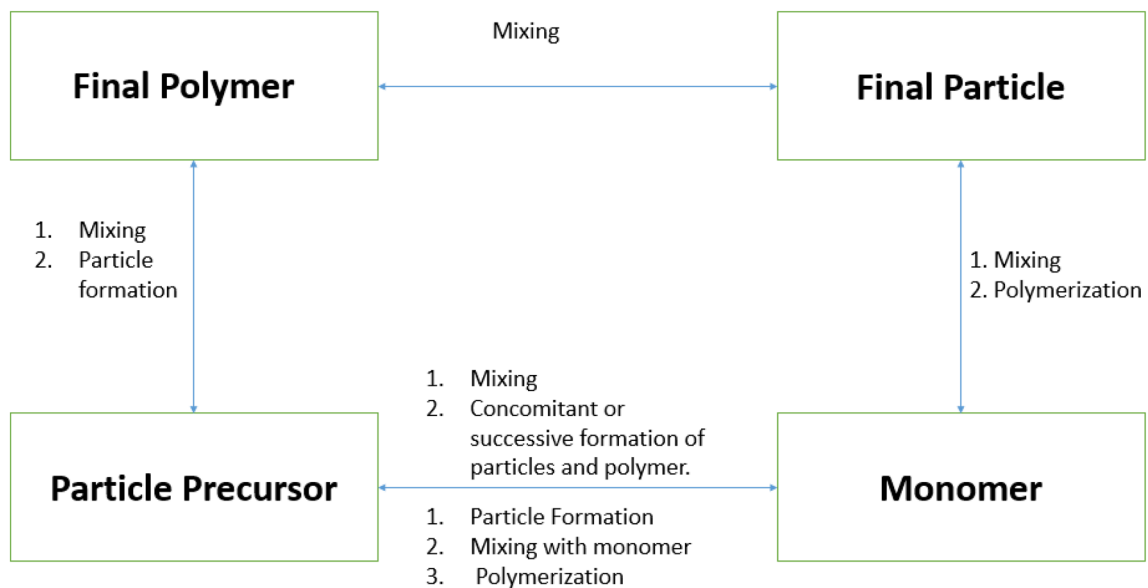 Mixing
Final Polymer
Final Particle
1. Mixing
2. Particle
formation
1. Mixing
2. Polymerization
1. Mixing
2. Concomitant or
successive formation of
particles and polymer.
Particle Precursor
Monomer
1. Particle Formation
2. Mixing with monomer
3. Polymerization